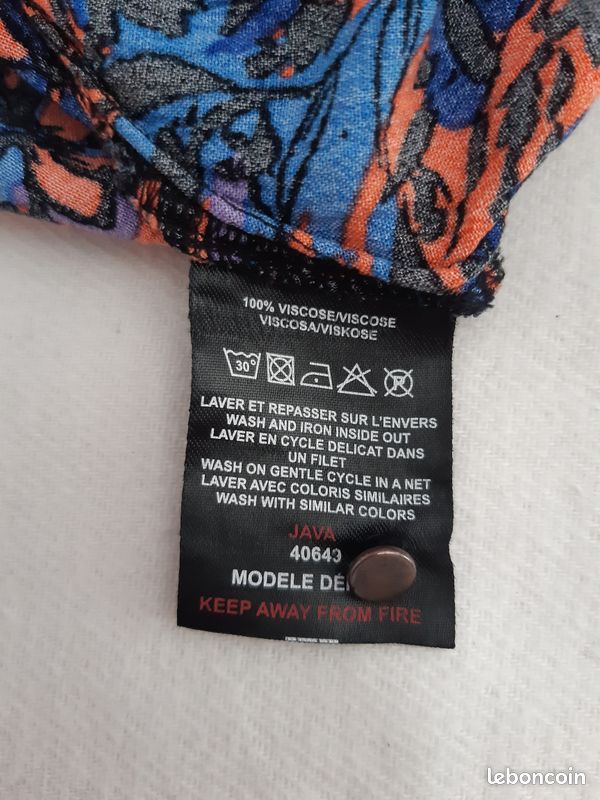 100% VISCOSE/VISCOSE
VISCOSA/VISKOSE
30°
P
LAVER ET REPASSER SUR L'ENVERS
WASH AND IRON INSIDE OUT
LAVER EN CYCLE DELICAT DANS
UN FILET
WASH ON GENTLE CYCLE IN A NET
LAVER AVEC COLORIS SIMILAIRES
WASH WITH SIMILAR COLORS
JAVA
40649
MODELE
KEEP AWAY FROM FIRE
leboncoin